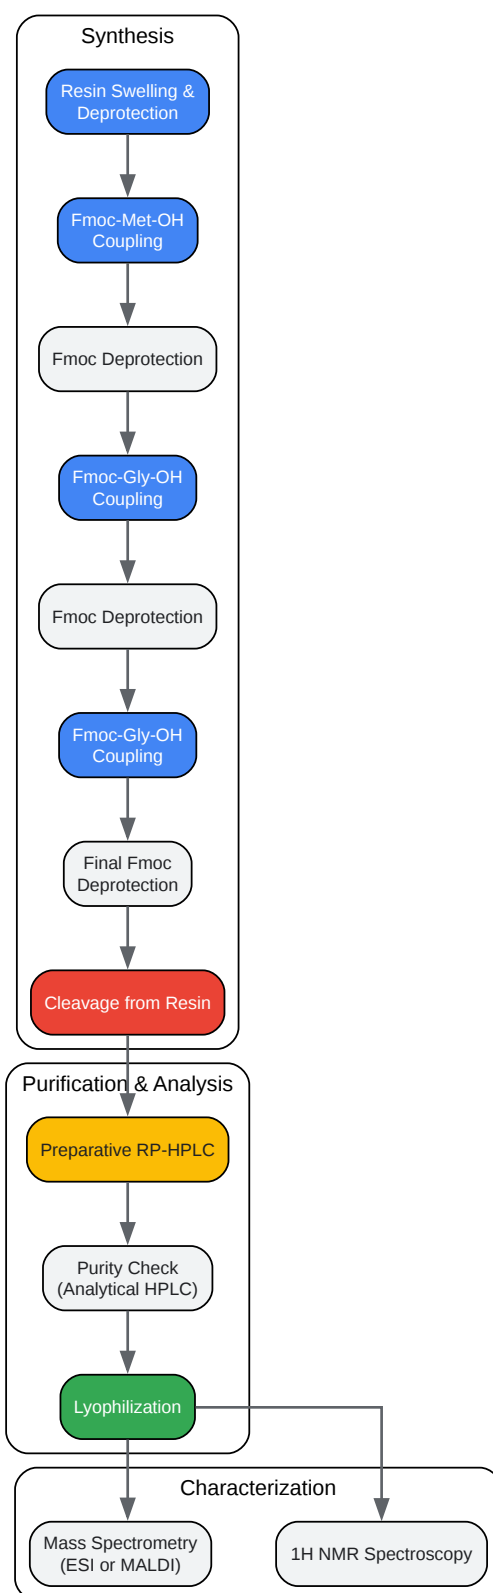 Synthesis
Resin Swelling &
Deprotection
Fmoc-Met-OH
Coupling
Fmoc Deprotection
Fmoc-Gly-OH
Coupling
Fmoc Deprotection
Fmoc-Gly-OH
Coupling
Final Fmoc
Deprotection
Cleavage from Resin
Purification & Analysis
Preparative RP-HPLC
Purity Check
(Analytical HPLC)
Lyophilization
Characterization
Mass Spectrometry
(ESI or MALDI)
1H NMR Spectroscopy